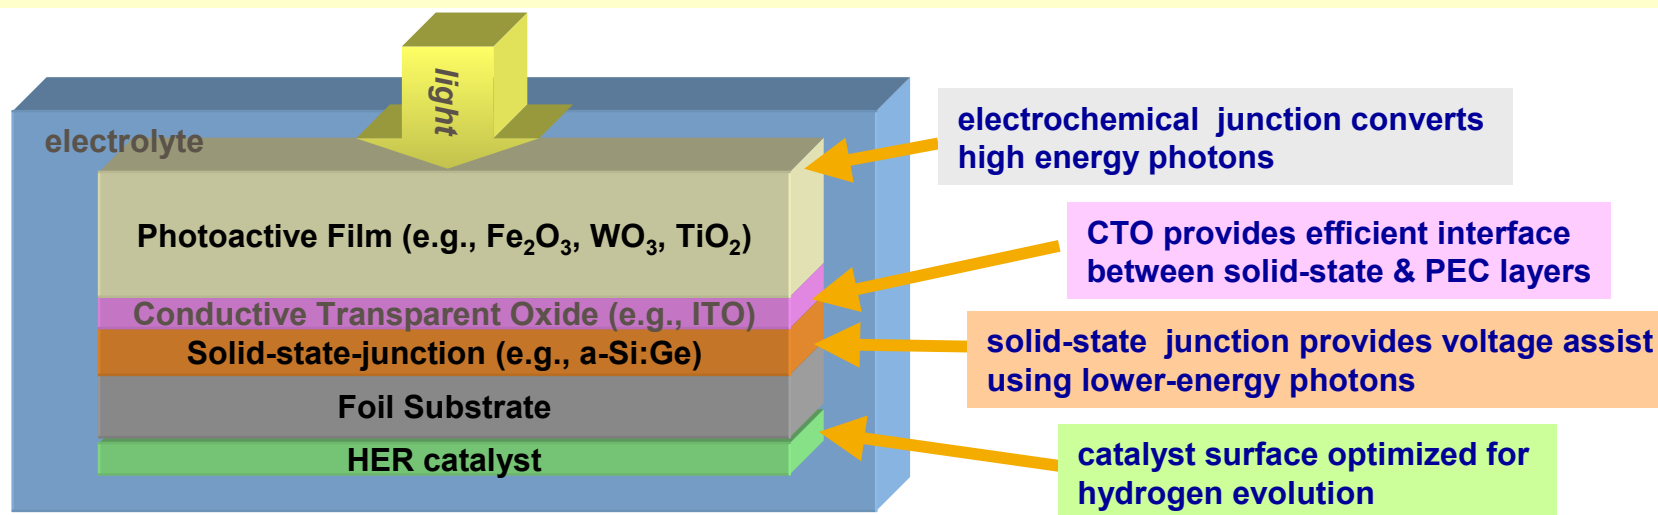 light
electrolyte
Photoactive Film (e.g., Fe₂O₃, WO₃, TiO₂)
Conductive Transparent Oxide (e.g., ITO)
Solid-state-junction (e.g., a-Si:Ge)
Foil Substrate
HER catalyst
electrochemical junction converts
high energy photons
CTO provides efficient interface
between solid-state & PEC layers
solid-state junction provides voltage assist
using lower-energy photons
catalyst surface optimized for
hydrogen evolution